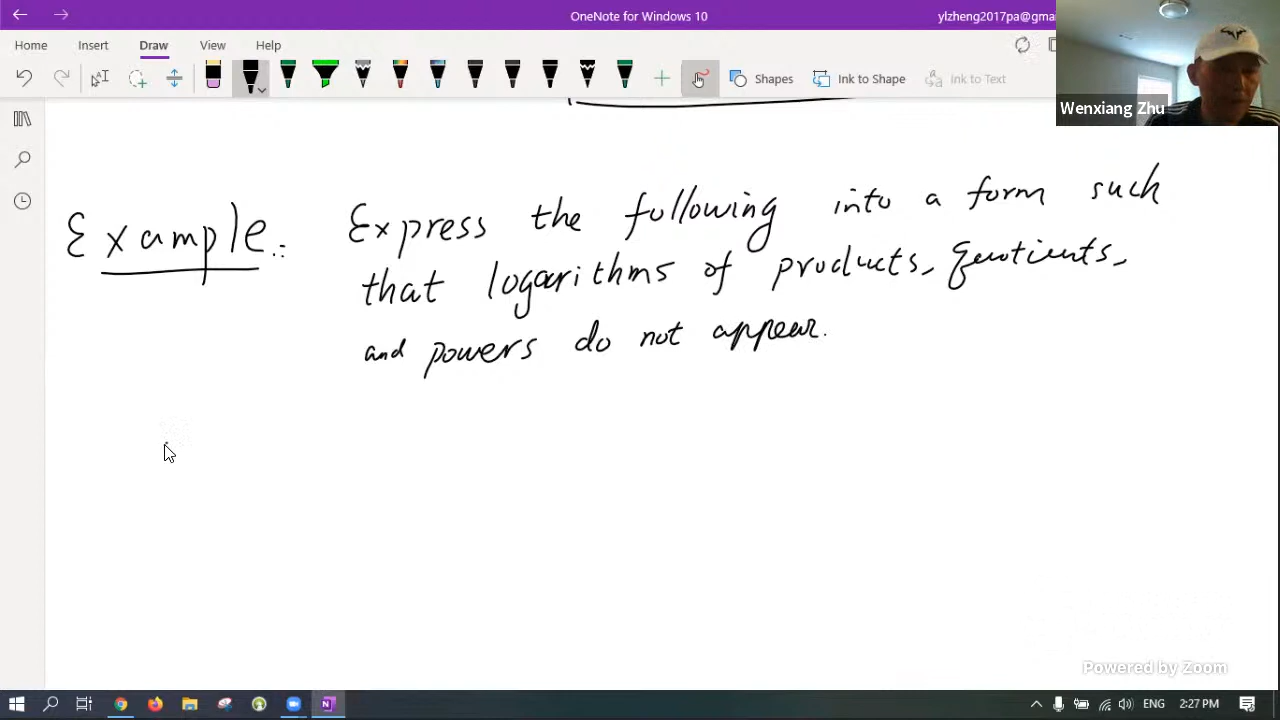 OneNote for Windows 10
ylzheng2017pa@gma
Home Insert Draw View Help
Shapes Ink to Shape Ink to Text
Wenxiang Zhu
Example: Express the following into a form such
that logarithms of products, quotients,
and powers do not appear.
Powered by Zoom
ENG 2:27 PM